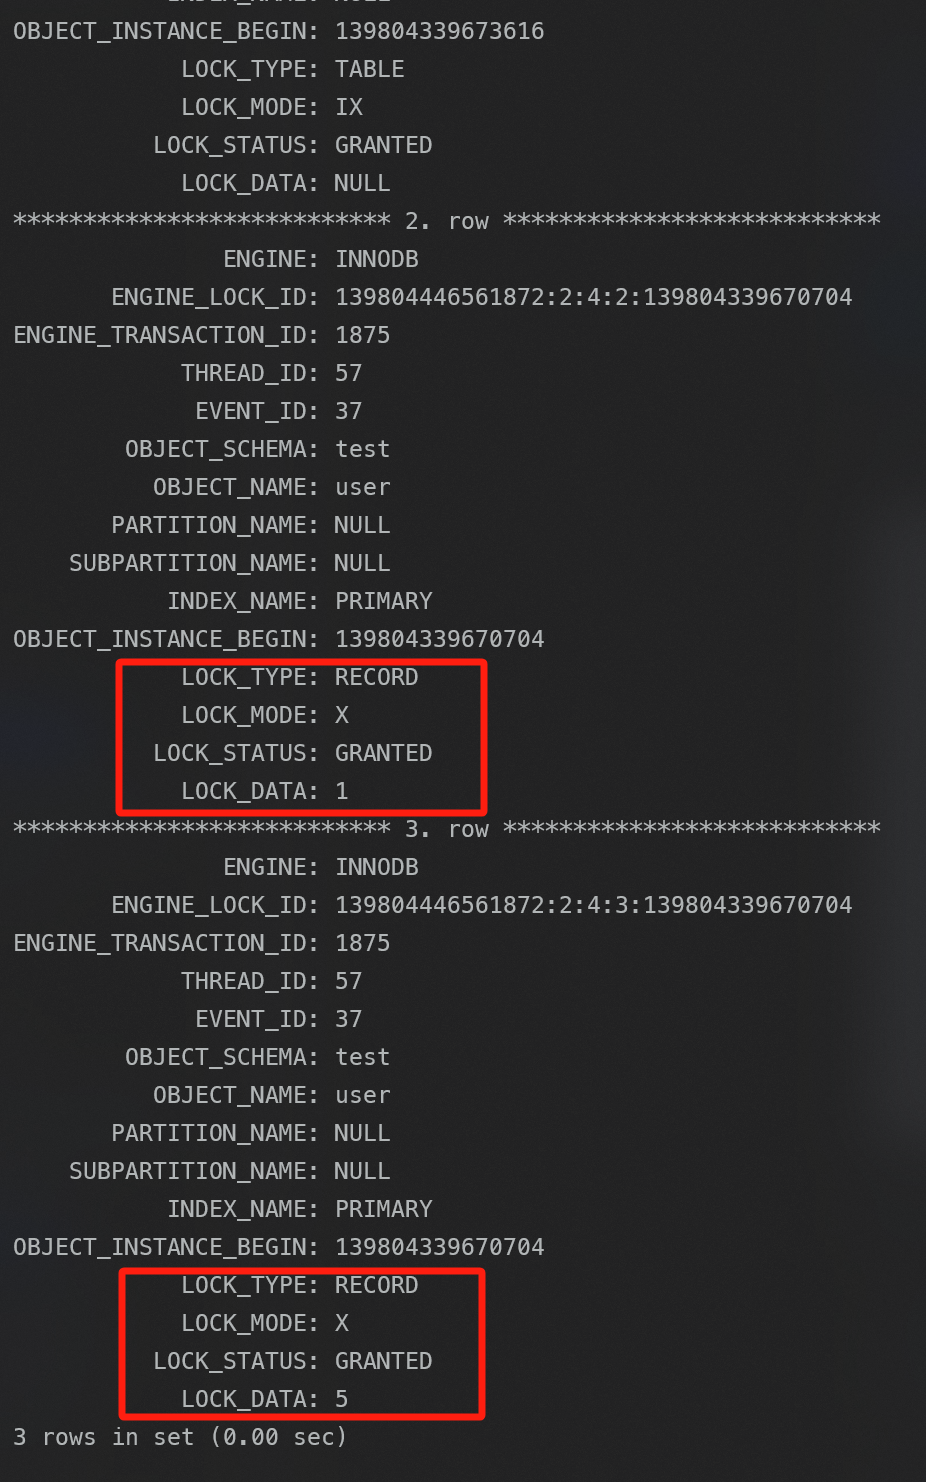 INDEX_NAME: NULL
OBJECT_INSTANCE_BEGIN: 139804339673616
LOCK_TYPE: TABLE
LOCK_MODE: IX
LOCK_STATUS: GRANTED
LOCK_DATA: NULL
*************************** 2. row ***************************
ENGINE: INNODB
ENGINE_LOCK_ID: 139804446561872:2:4:2:139804339670704
ENGINE_TRANSACTION_ID: 1875
THREAD_ID: 57
EVENT_ID: 37
OBJECT_SCHEMA: test
OBJECT_NAME: user
PARTITION_NAME: NULL
SUBPARTITION_NAME: NULL
INDEX_NAME: PRIMARY
OBJECT_INSTANCE_BEGIN: 139804339670704
LOCK_TYPE: RECORD
LOCK_MODE: X
LOCK_STATUS: GRANTED
LOCK_DATA: 1
*************************** 3. row ***************************
ENGINE: INNODB
ENGINE_LOCK_ID: 139804446561872:2:4:3:139804339670704
ENGINE_TRANSACTION_ID: 1875
THREAD_ID: 57
EVENT_ID: 37
OBJECT_SCHEMA: test
OBJECT_NAME: user
PARTITION_NAME: NULL
SUBPARTITION_NAME: NULL
INDEX_NAME: PRIMARY
OBJECT_INSTANCE_BEGIN: 139804339670704
LOCK_TYPE: RECORD
LOCK_MODE: X
LOCK_STATUS: GRANTED
LOCK_DATA: 5
3 rows in set (0.00 sec)